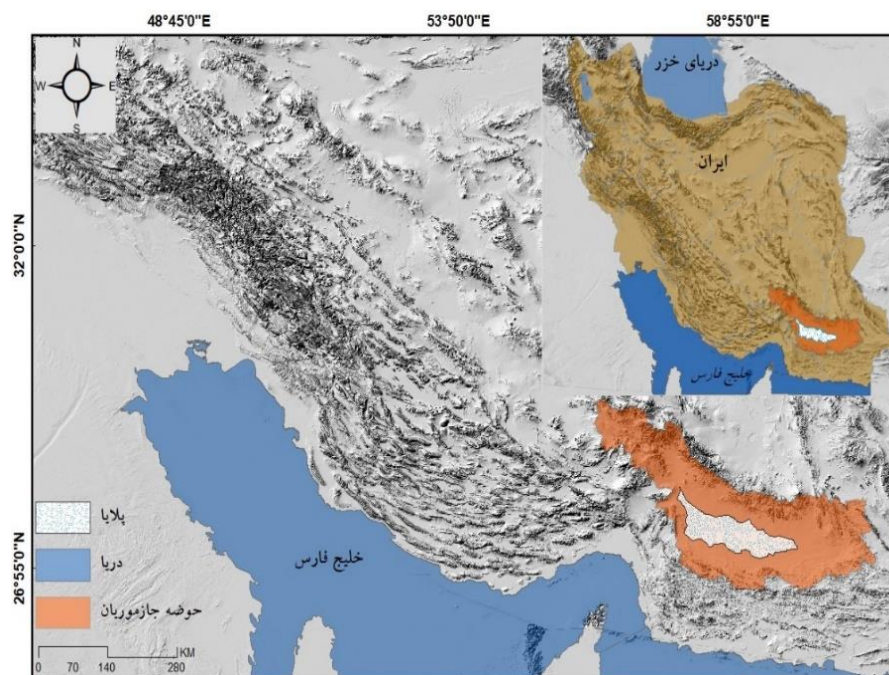 48°45'0"E
53°50'0"E
58°55'0"E
N
W E
S
دریای خزر
ایران
خلیج فارس
32°0'0"N
26°55'0"N
خلیج فارس
پلایا
دریا
حوضه جازموریان
KM
0 70 140 280